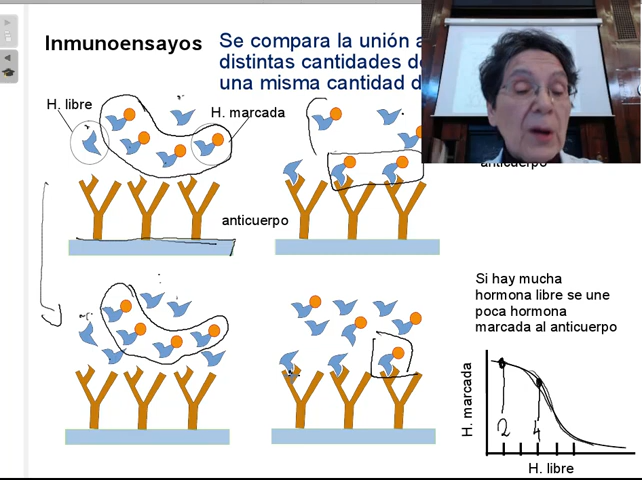 Inmunoensayos
Se compara la unión
distintas cantidades
una misma cantidad
H. libre
H. marcada
anticuerpo
anticuerpo
Si hay mucha
hormona libre se une
poca hormona
marcada al anticuerpo
H. marcada
2 4
H. libre